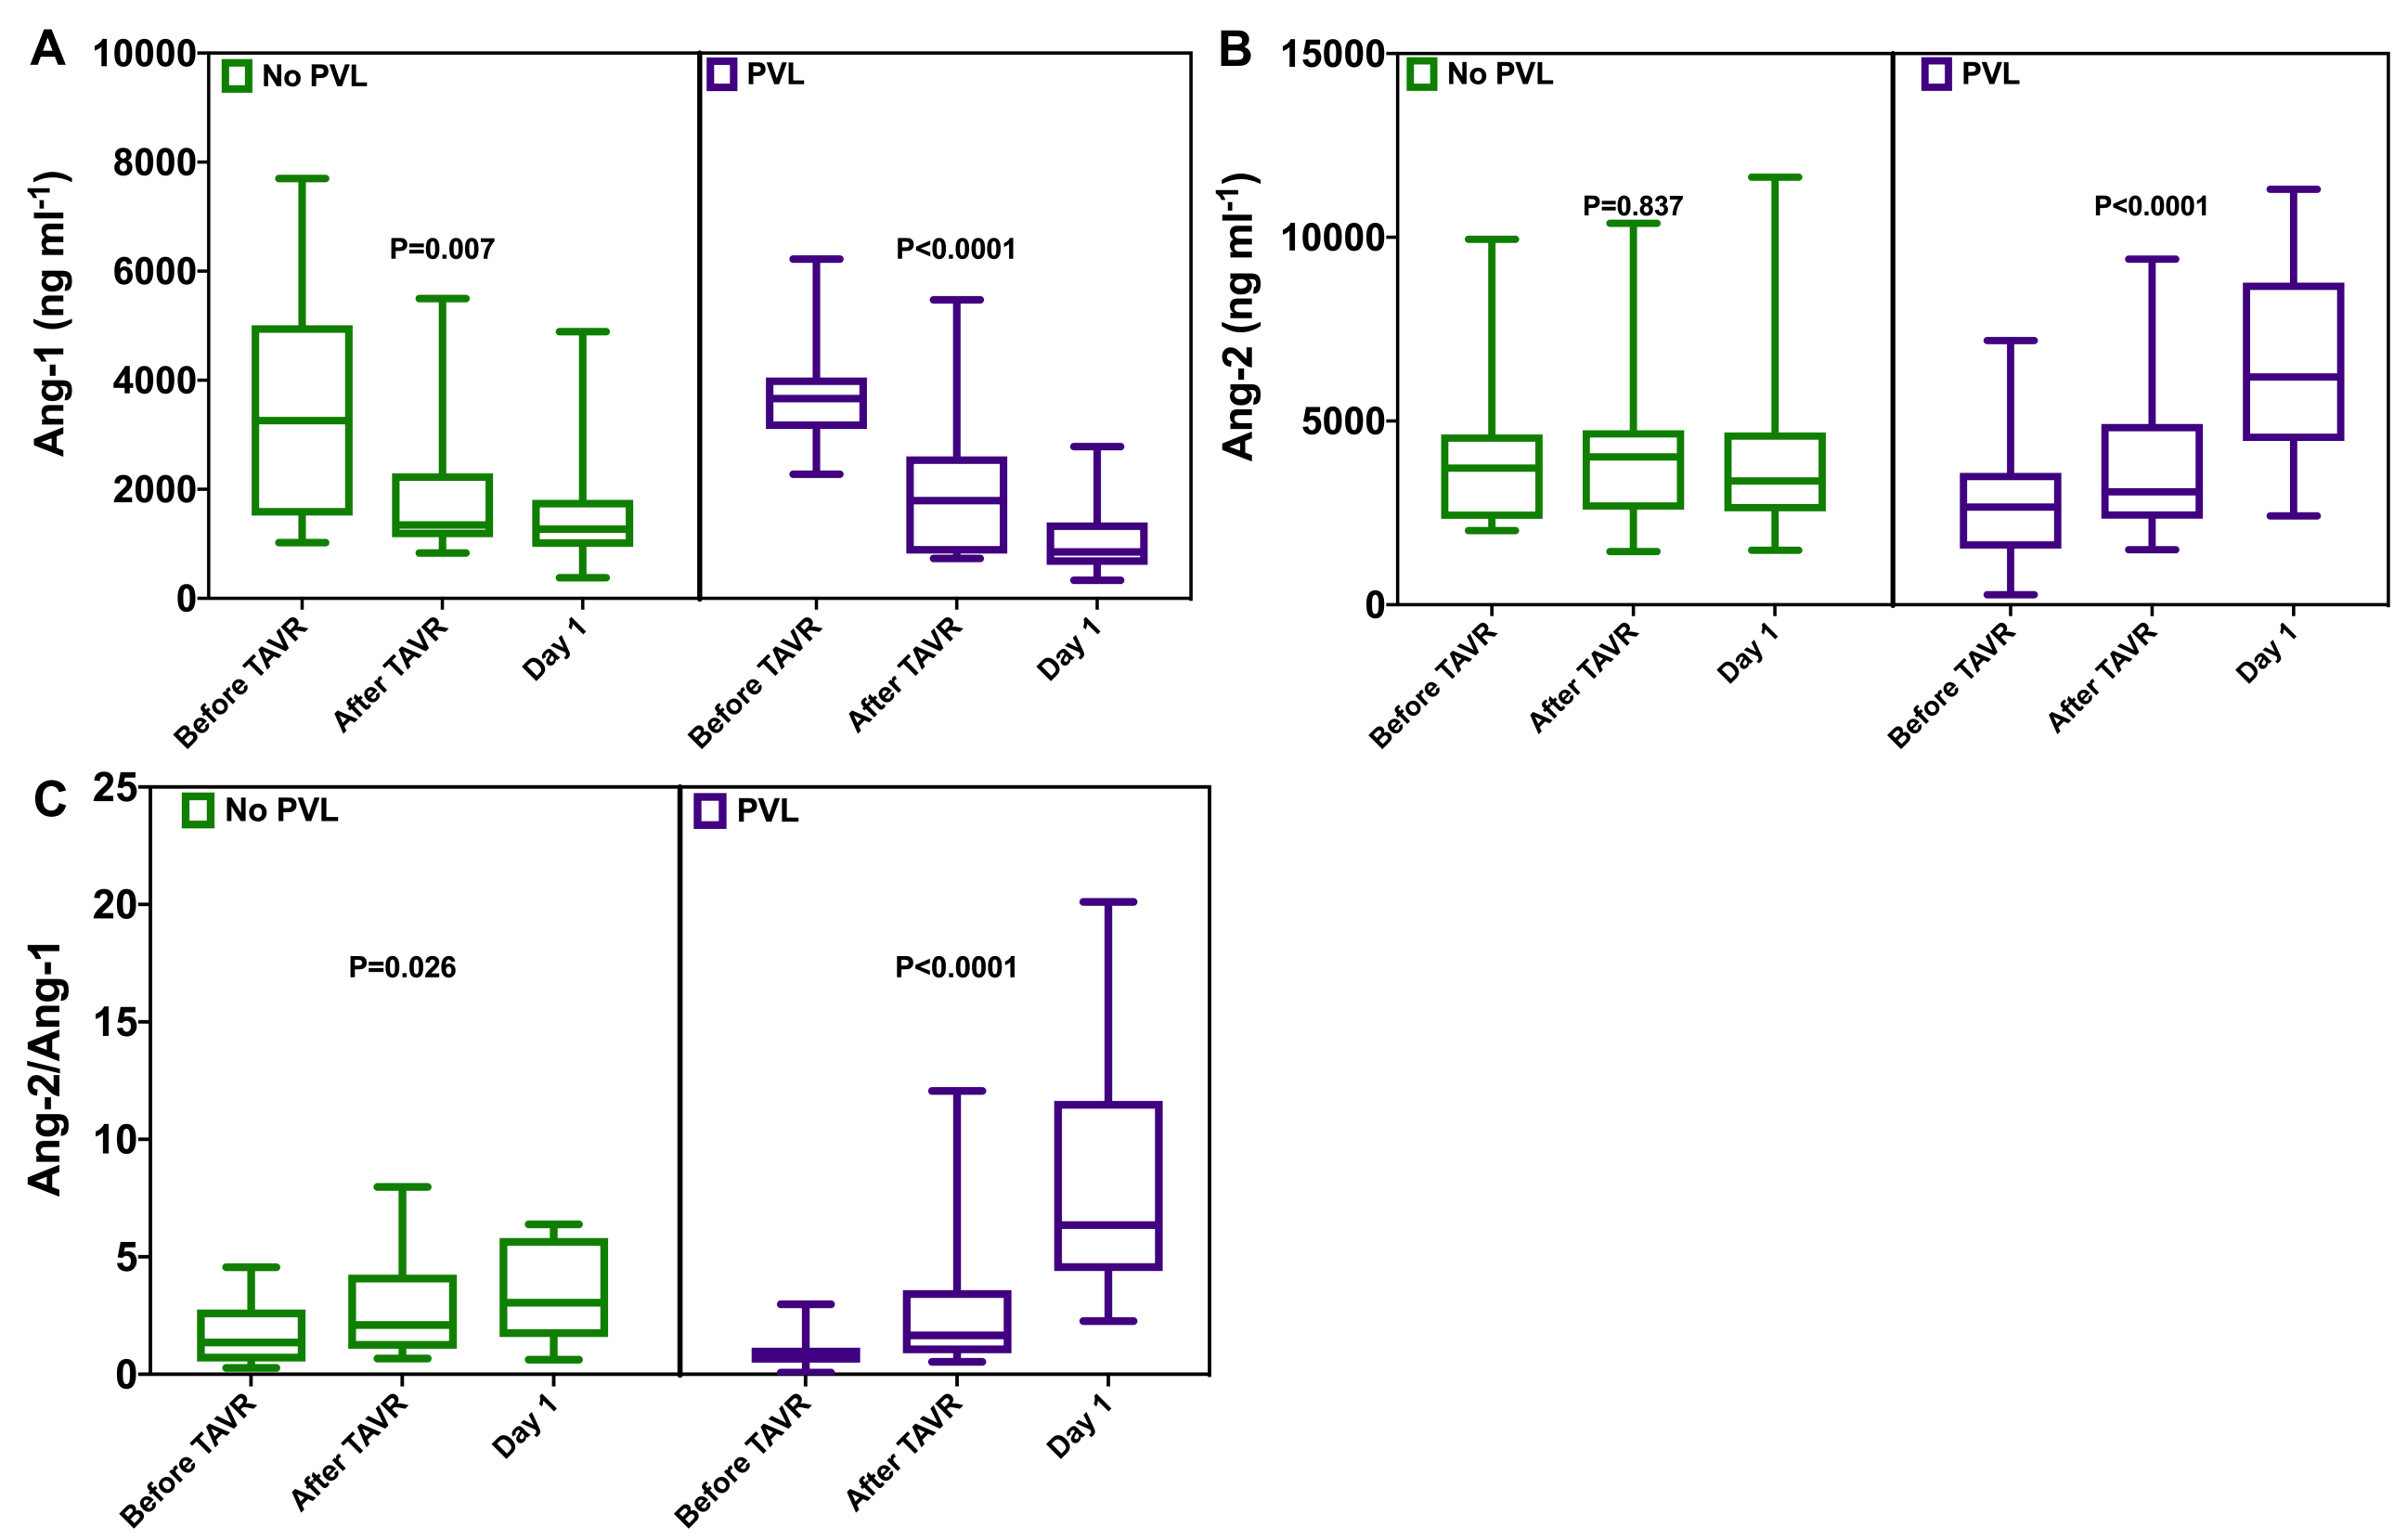 A
10000
8000
6000
4000
2000
0
Ang-1 (ng ml-1)
No PVL
PVL
P=0.007
P<0.0001
Before TAVR
After TAVR
Day 1
Before TAVR
After TAVR
Day 1
B
15000
10000
5000
0
Ang-2 (ng ml-1)
No PVL
PVL
P=0.837
P<0.0001
Before TAVR
After TAVR
Day 1
Before TAVR
After TAVR
Day 1
C
25
20
15
10
5
0
Ang-2/Ang-1
No PVL
PVL
P=0.026
P<0.0001
Before TAVR
After TAVR
Day 1
Before TAVR
After TAVR
Day 1